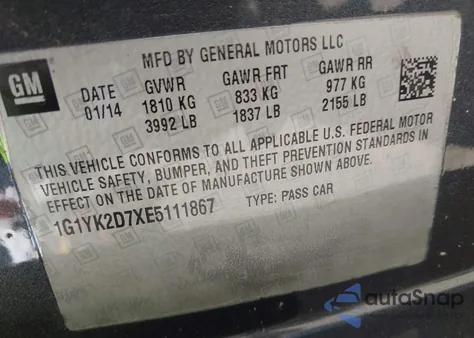 GM
MFD BY GENERAL MOTORS LLC
DATE GVWR GAWR FRT GAWR RR
01/14 1810 KG 833 KG 977 KG
3992 LB 1837 LB 2155 LB
THIS VEHICLE CONFORMS TO ALL APPLICABLE U.S. FEDERAL MOTOR
VEHICLE SAFETY, BUMPER, AND THEFT PREVENTION STANDARDS IN
EFFECT ON THE DATE OF MANUFACTURE SHOWN ABOVE.
1G1YK2D7XE5111867 TYPE: PASS CAR
autoSnap